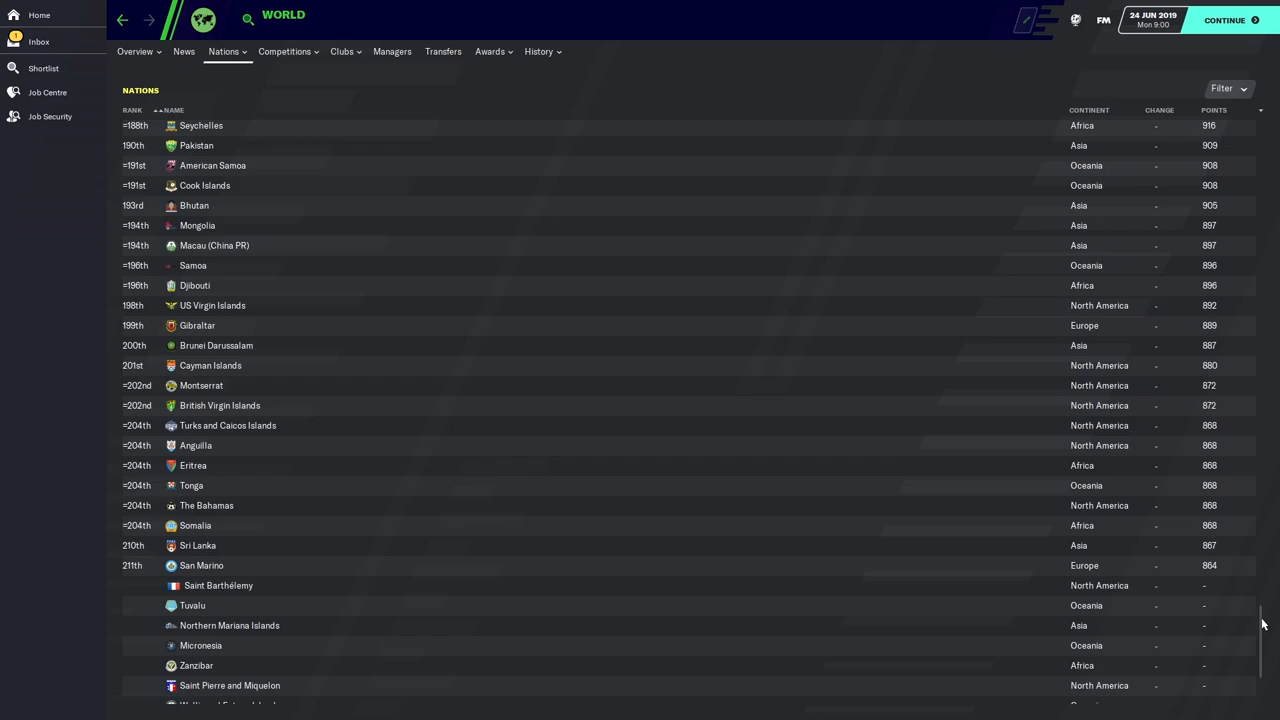 Home
Inbox
1
Shortlist
Job Centre
Job Security
WORLD
FM
24 JUN 2019
Mon 9:00
CONTINUE
Overview News Nations Competitions Clubs Managers Transfers Awards History
NATIONS
Filter
RANK NAME CONTINENT CHANGE POINTS
=188th Seychelles Africa - 916
190th Pakistan Asia - 909
=191st American Samoa Oceania - 908
=191st Cook Islands Oceania - 908
193rd Bhutan Asia - 905
=194th Mongolia Asia - 897
=194th Macau (China PR) Asia - 897
=196th Samoa Oceania - 896
=196th Djibouti Africa - 896
198th US Virgin Islands North America - 892
199th Gibraltar Europe - 889
200th Brunei Darussalam Asia - 887
201st Cayman Islands North America - 880
=202nd Montserrat North America - 872
=202nd British Virgin Islands North America - 872
=204th Turks and Caicos Islands North America - 868
=204th Anguilla North America - 868
=204th Eritrea Africa - 868
=204th Tonga Oceania - 868
=204th The Bahamas North America - 868
=204th Somalia Africa - 868
210th Sri Lanka Asia - 867
211th San Marino Europe - 864
Saint Barthélemy North America - -
Tuvalu Oceania - -
Northern Mariana Islands Asia - -
Micronesia Oceania - -
Zanzibar Africa - -
Saint Pierre and Miquelon North America - -